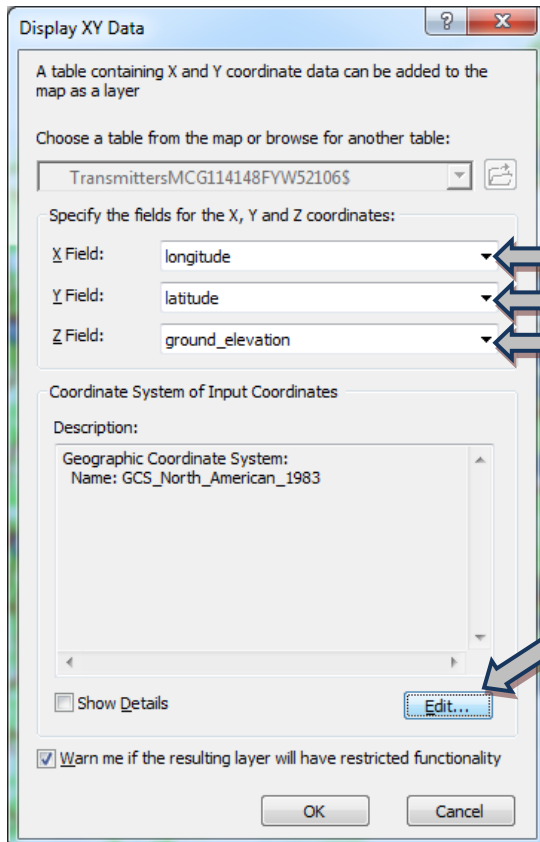 Display XY Data
?
X
A table containing X and Y coordinate data can be added to the
map as a layer
Choose a table from the map or browse for another table:
TransmittersMCG114148FYW52106$
Specify the fields for the X, Y and Z coordinates:
X Field:
longitude
Y Field:
latitude
Z Field:
ground_elevation
Coordinate System of Input Coordinates
Description:
Geographic Coordinate System:
Name: GCS_North_American_1983
Show Details
Edit...
Warn me if the resulting layer will have restricted functionality
OK
Cancel